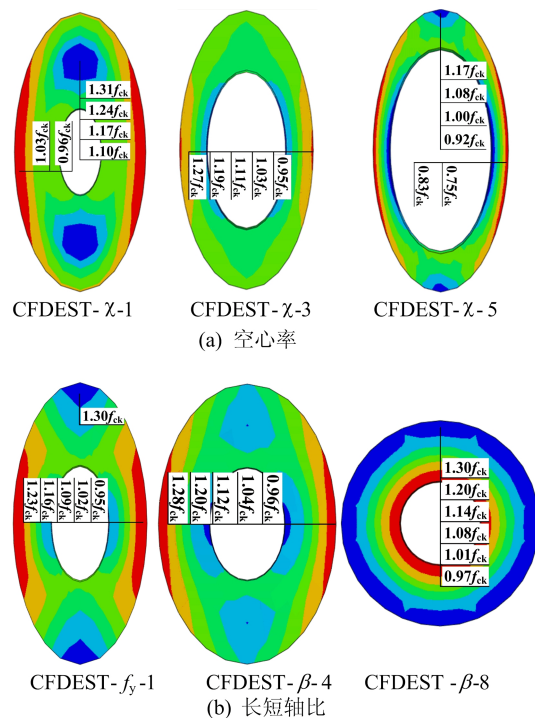 1.31fck
1.24fck
1.17fck
1.10fck
1.03fck
0.96fck
1.27fck
1.19fck
1.11fck
1.03fck
0.95fck
1.17fck
1.08fck
1.00fck
0.92fck
0.83fck
0.75fck
CFDEST-χ-1
CFDEST-χ-3
CFDEST-χ-5
(a) 空心率
1.30fck
1.23fck
1.16fck
1.09fck
1.02fck
0.95fck
1.28fck
1.20fck
1.12fck
1.04fck
0.96fck
1.30fck
1.20fck
1.14fck
1.08fck
1.01fck
0.97fck
CFDEST-fy-1
CFDEST-β-4
CFDEST -β-8
(b) 长短轴比